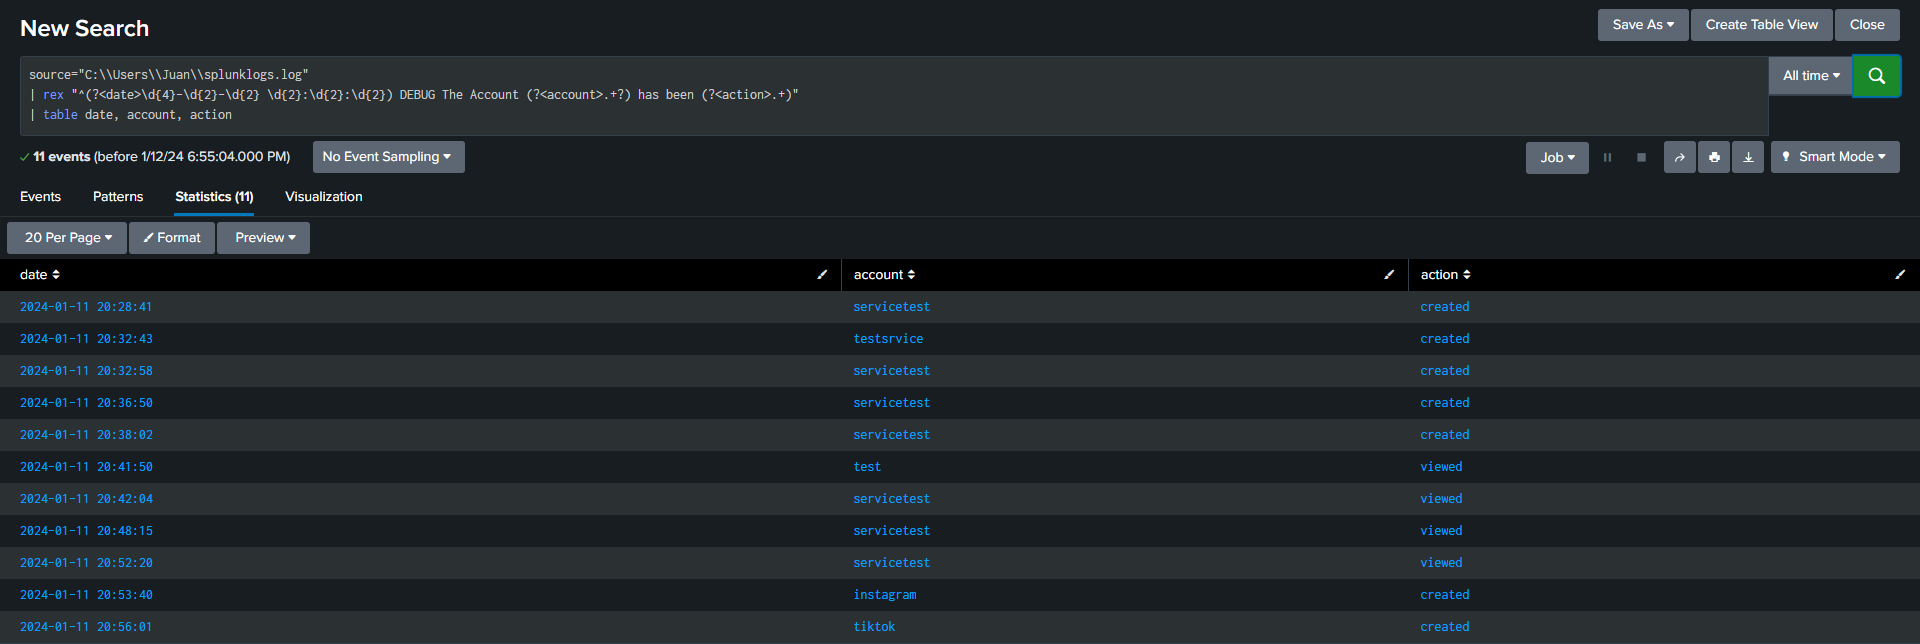 New Search
Save As
Create Table View
Close
source="C:\\Users\\Juan\\splunklogs.log"
| rex "^(?<date>\d{4}-\d{2}-\d{2} \d{2}:\d{2}:\d{2}) DEBUG The Account (?<account>.+?) has been (?<action>.+)"
| table date, account, action
All time
11 events (before 1/12/24 6:55:04.000 PM)
No Event Sampling
Job
Smart Mode
Events
Patterns
Statistics (11)
Visualization
20 Per Page
Format
Preview
date account action
2024-01-11 20:28:41 servicetest created
2024-01-11 20:32:43 testsrvice created
2024-01-11 20:32:58 servicetest created
2024-01-11 20:36:50 servicetest created
2024-01-11 20:38:02 servicetest created
2024-01-11 20:41:50 test viewed
2024-01-11 20:42:04 servicetest viewed
2024-01-11 20:48:15 servicetest viewed
2024-01-11 20:52:20 servicetest viewed
2024-01-11 20:53:40 instagram created
2024-01-11 20:56:01 tiktok created